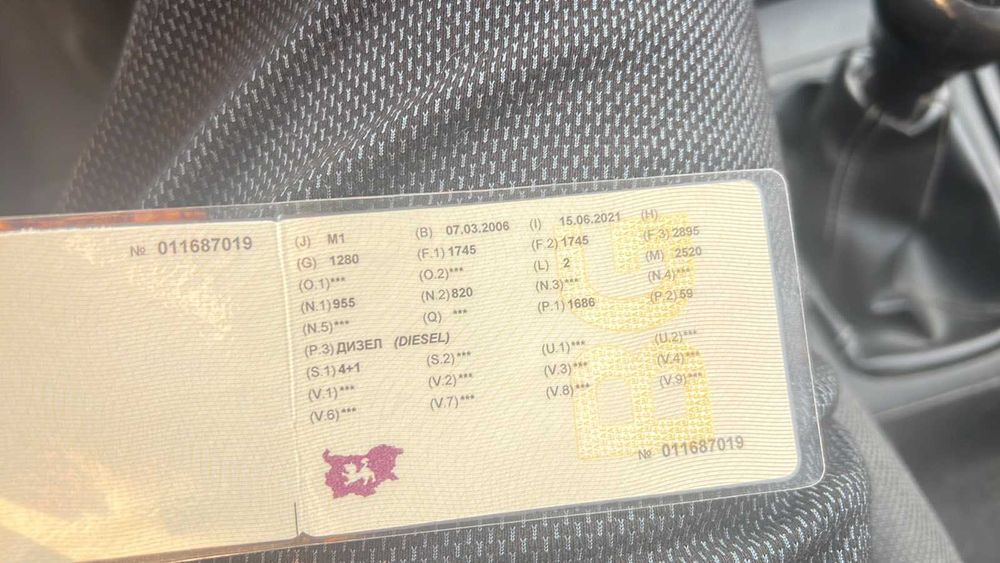 № 011687019
(J) M1 (B) 07.03.2006 (I) 15.06.2021 (H)
(G) 1280 (F.1) 1745 (F.2) 1745 (F.3) 2895
(O.1)*** (O.2)*** (L) 2 (M) 2520
(N.1) 955 (N.2) 820 (N.3)*** (N.4)***
(N.5)*** (Q) *** (P.1) 1686 (P.2) 59
(P.3) ДИЗЕЛ (DIESEL)
(S.1) 4+1 (S.2)*** (U.1)*** (U.2)***
(V.1)*** (V.2)*** (V.3)*** (V.4)***
(V.6)*** (V.7)*** (V.8)*** (V.9)***
BG
№ 011687019